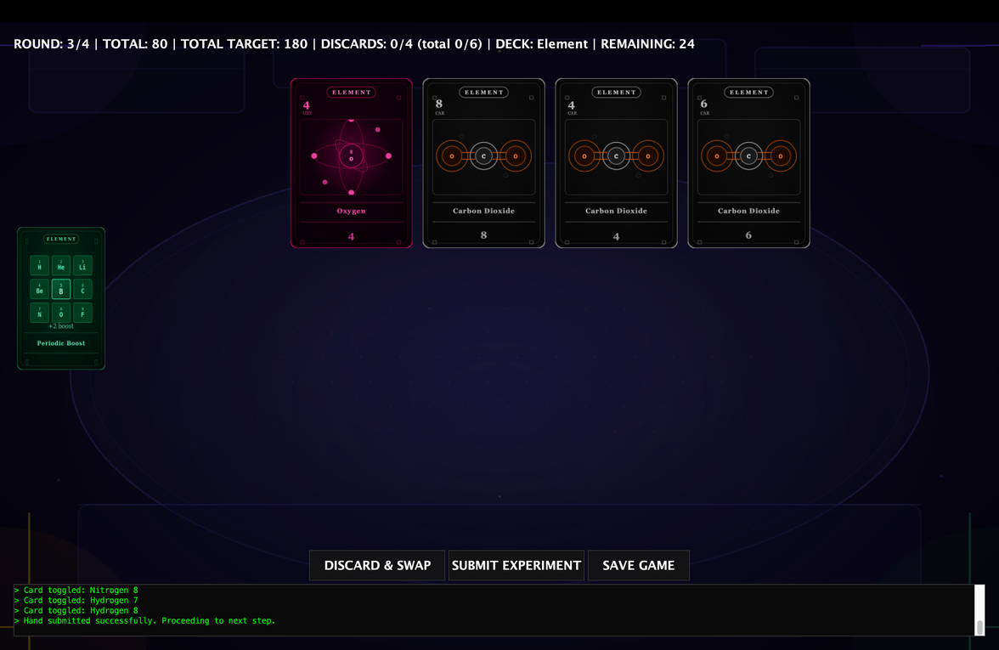 ROUND: 3/4 | TOTAL: 80 | TOTAL TARGET: 180 | DISCARDS: 0/4 (total 0/6) | DECK: Element | REMAINING: 24
ELEMENT
4
OXY
8
O
Oxygen
4
ELEMENT
8
CAR
O C O
Carbon Dioxide
8
ELEMENT
4
CAR
O C O
Carbon Dioxide
4
ELEMENT
6
CAR
O C O
Carbon Dioxide
6
ELEMENT
1 2 3
H He Li
4 5 6
Be B C
7 8 9
N O F
+2 boost
Periodic Boost
DISCARD & SWAP
SUBMIT EXPERIMENT
SAVE GAME
> Card toggled: Nitrogen 8
> Card toggled: Hydrogen 7
> Card toggled: Hydrogen 8
> Hand submitted successfully. Proceeding to next step.